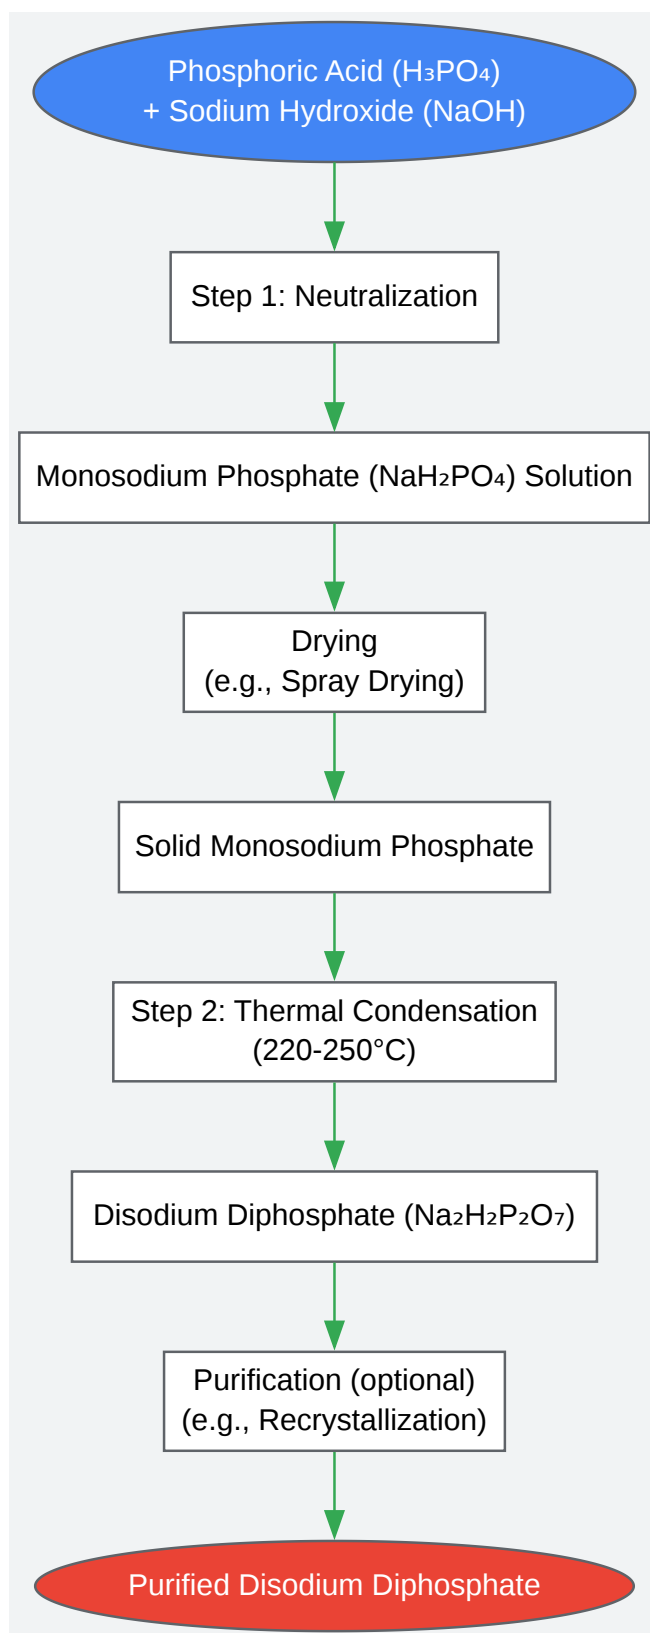 Phosphoric Acid (H₃PO₄)
+ Sodium Hydroxide (NaOH)
Step 1: Neutralization
Monosodium Phosphate (NaH₂PO₄) Solution
Drying
(e.g., Spray Drying)
Solid Monosodium Phosphate
Step 2: Thermal Condensation
(220-250°C)
Disodium Diphosphate (Na₂H₂P₂O₇)
Purification (optional)
(e.g., Recrystallization)
Purified Disodium Diphosphate